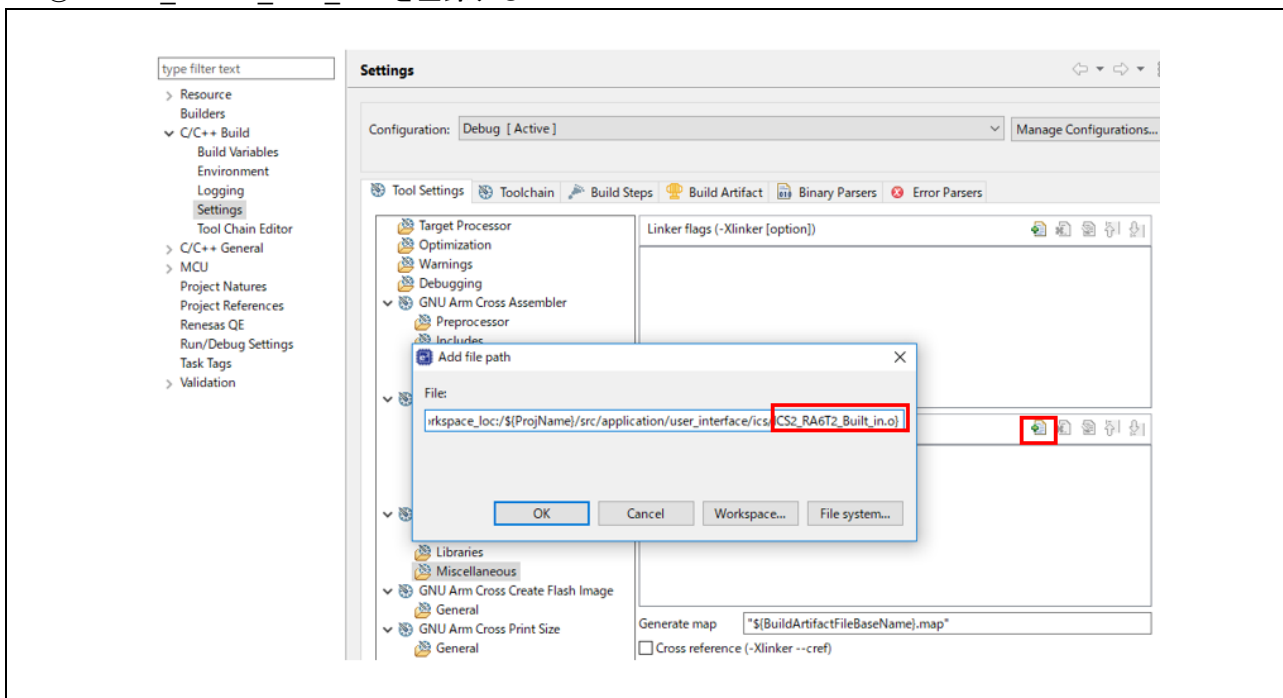 type filter text
Resource
Builders
C/C++ Build
Build Variables
Environment
Logging
Settings
Tool Chain Editor
C/C++ General
MCU
Project Natures
Project References
Renesas QE
Run/Debug Settings
Task Tags
Validation
Settings
Configuration: Debug [ Active ]
Manage Configurations...
Tool Settings Toolchain Build Steps Build Artifact Binary Parsers Error Parsers
Target Processor
Optimization
Warnings
Debugging
GNU Arm Cross Assembler
Preprocessor
Includes
Linker flags (-Xlinker [option])
Add file path
File:
rkspace_loc:/${ProjName}/src/application/user_interface/ics/ICS2_RA6T2_Built_in.o}
OK Cancel Workspace... File system...
Libraries
Miscellaneous
GNU Arm Cross Create Flash Image
General
GNU Arm Cross Print Size
General
Generate map "${BuildArtifactFileBaseName}.map"
Cross reference (-Xlinker --cref)